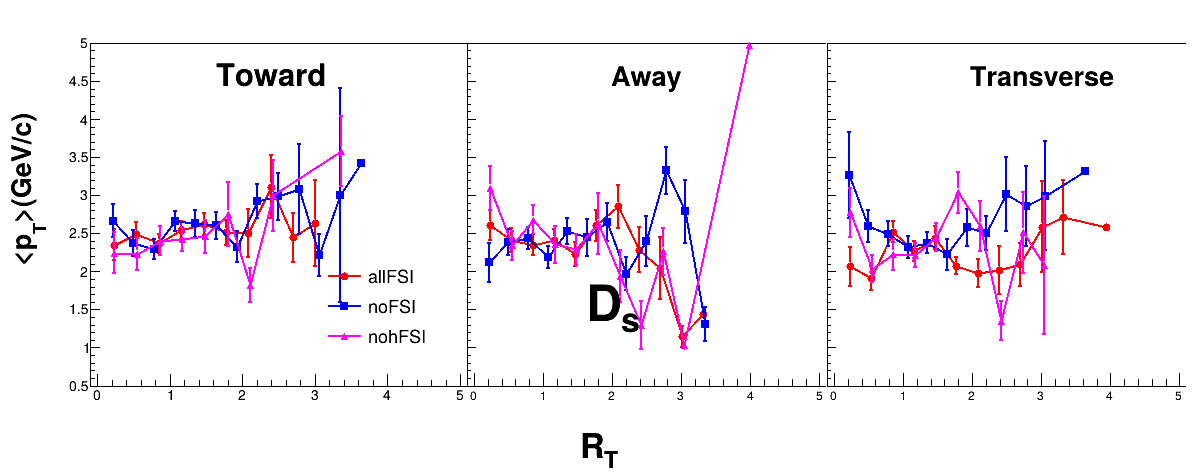 Toward
Away
Transverse
<p_T>(GeV/c)
5
4.5
4
3.5
3
2.5
2
1.5
1
0.5
allFSI
noFSI
nohFSI
D_s
0 1 2 3 4 5
0 1 2 3 4 5
0 1 2 3 4 5
R_T